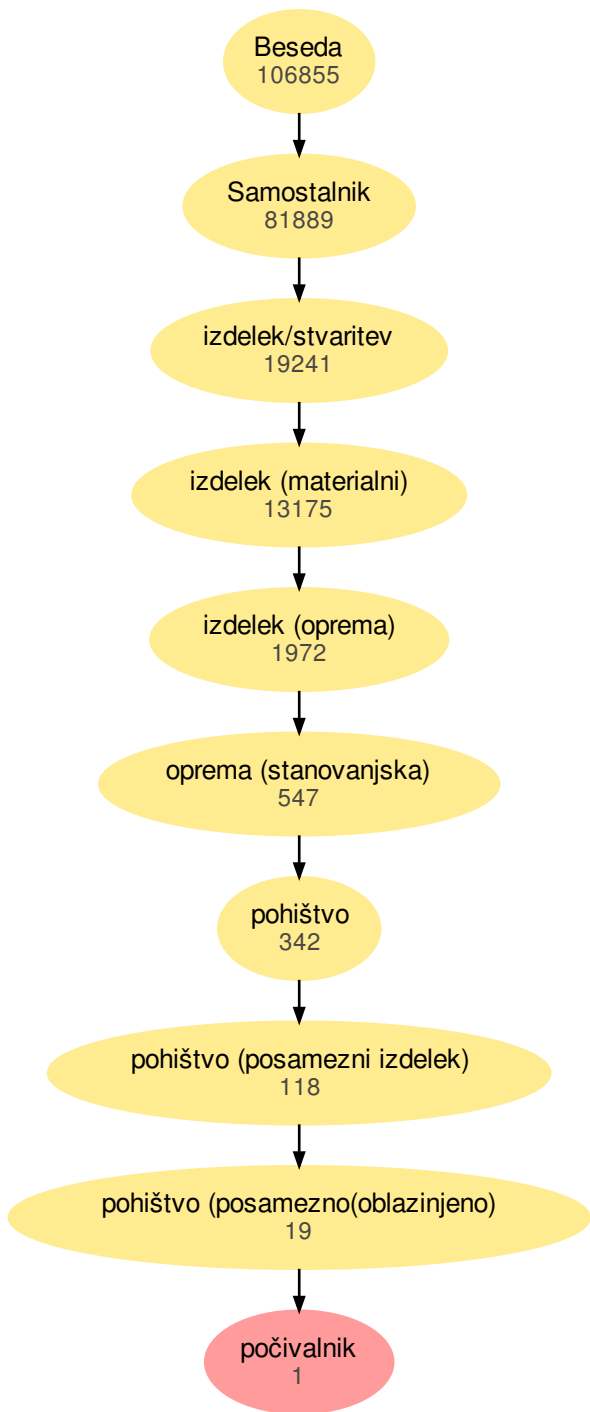 Beseda
106855
Samostalnik
81889
izdelek/stvaritev
19241
izdelek (materialni)
13175
izdelek (oprema)
1972
oprema (stanovanjska)
547
pohištvo
342
pohištvo (posamezni izdelek)
118
pohištvo (posamezno(oblazinjeno)
19
počivalnik
1